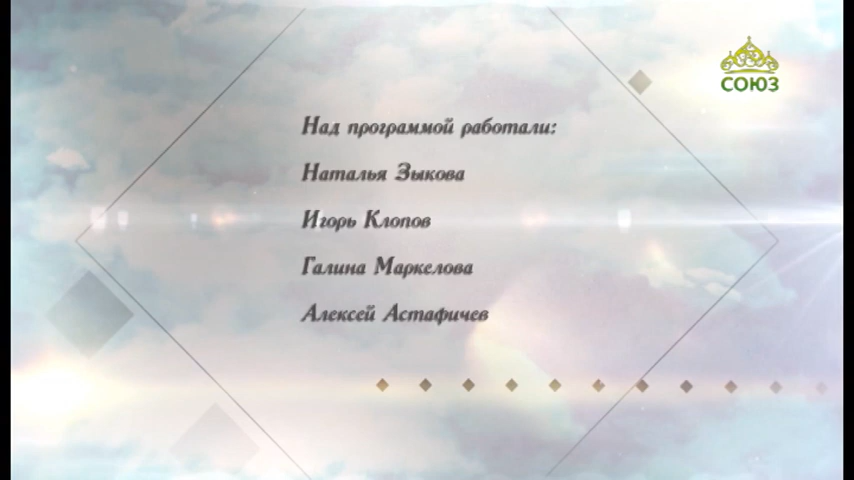 СОЮЗ
Над программой работали:
Наталья Зыкова
Игорь Клопов
Галина Маркелова
Алексей Астафичев